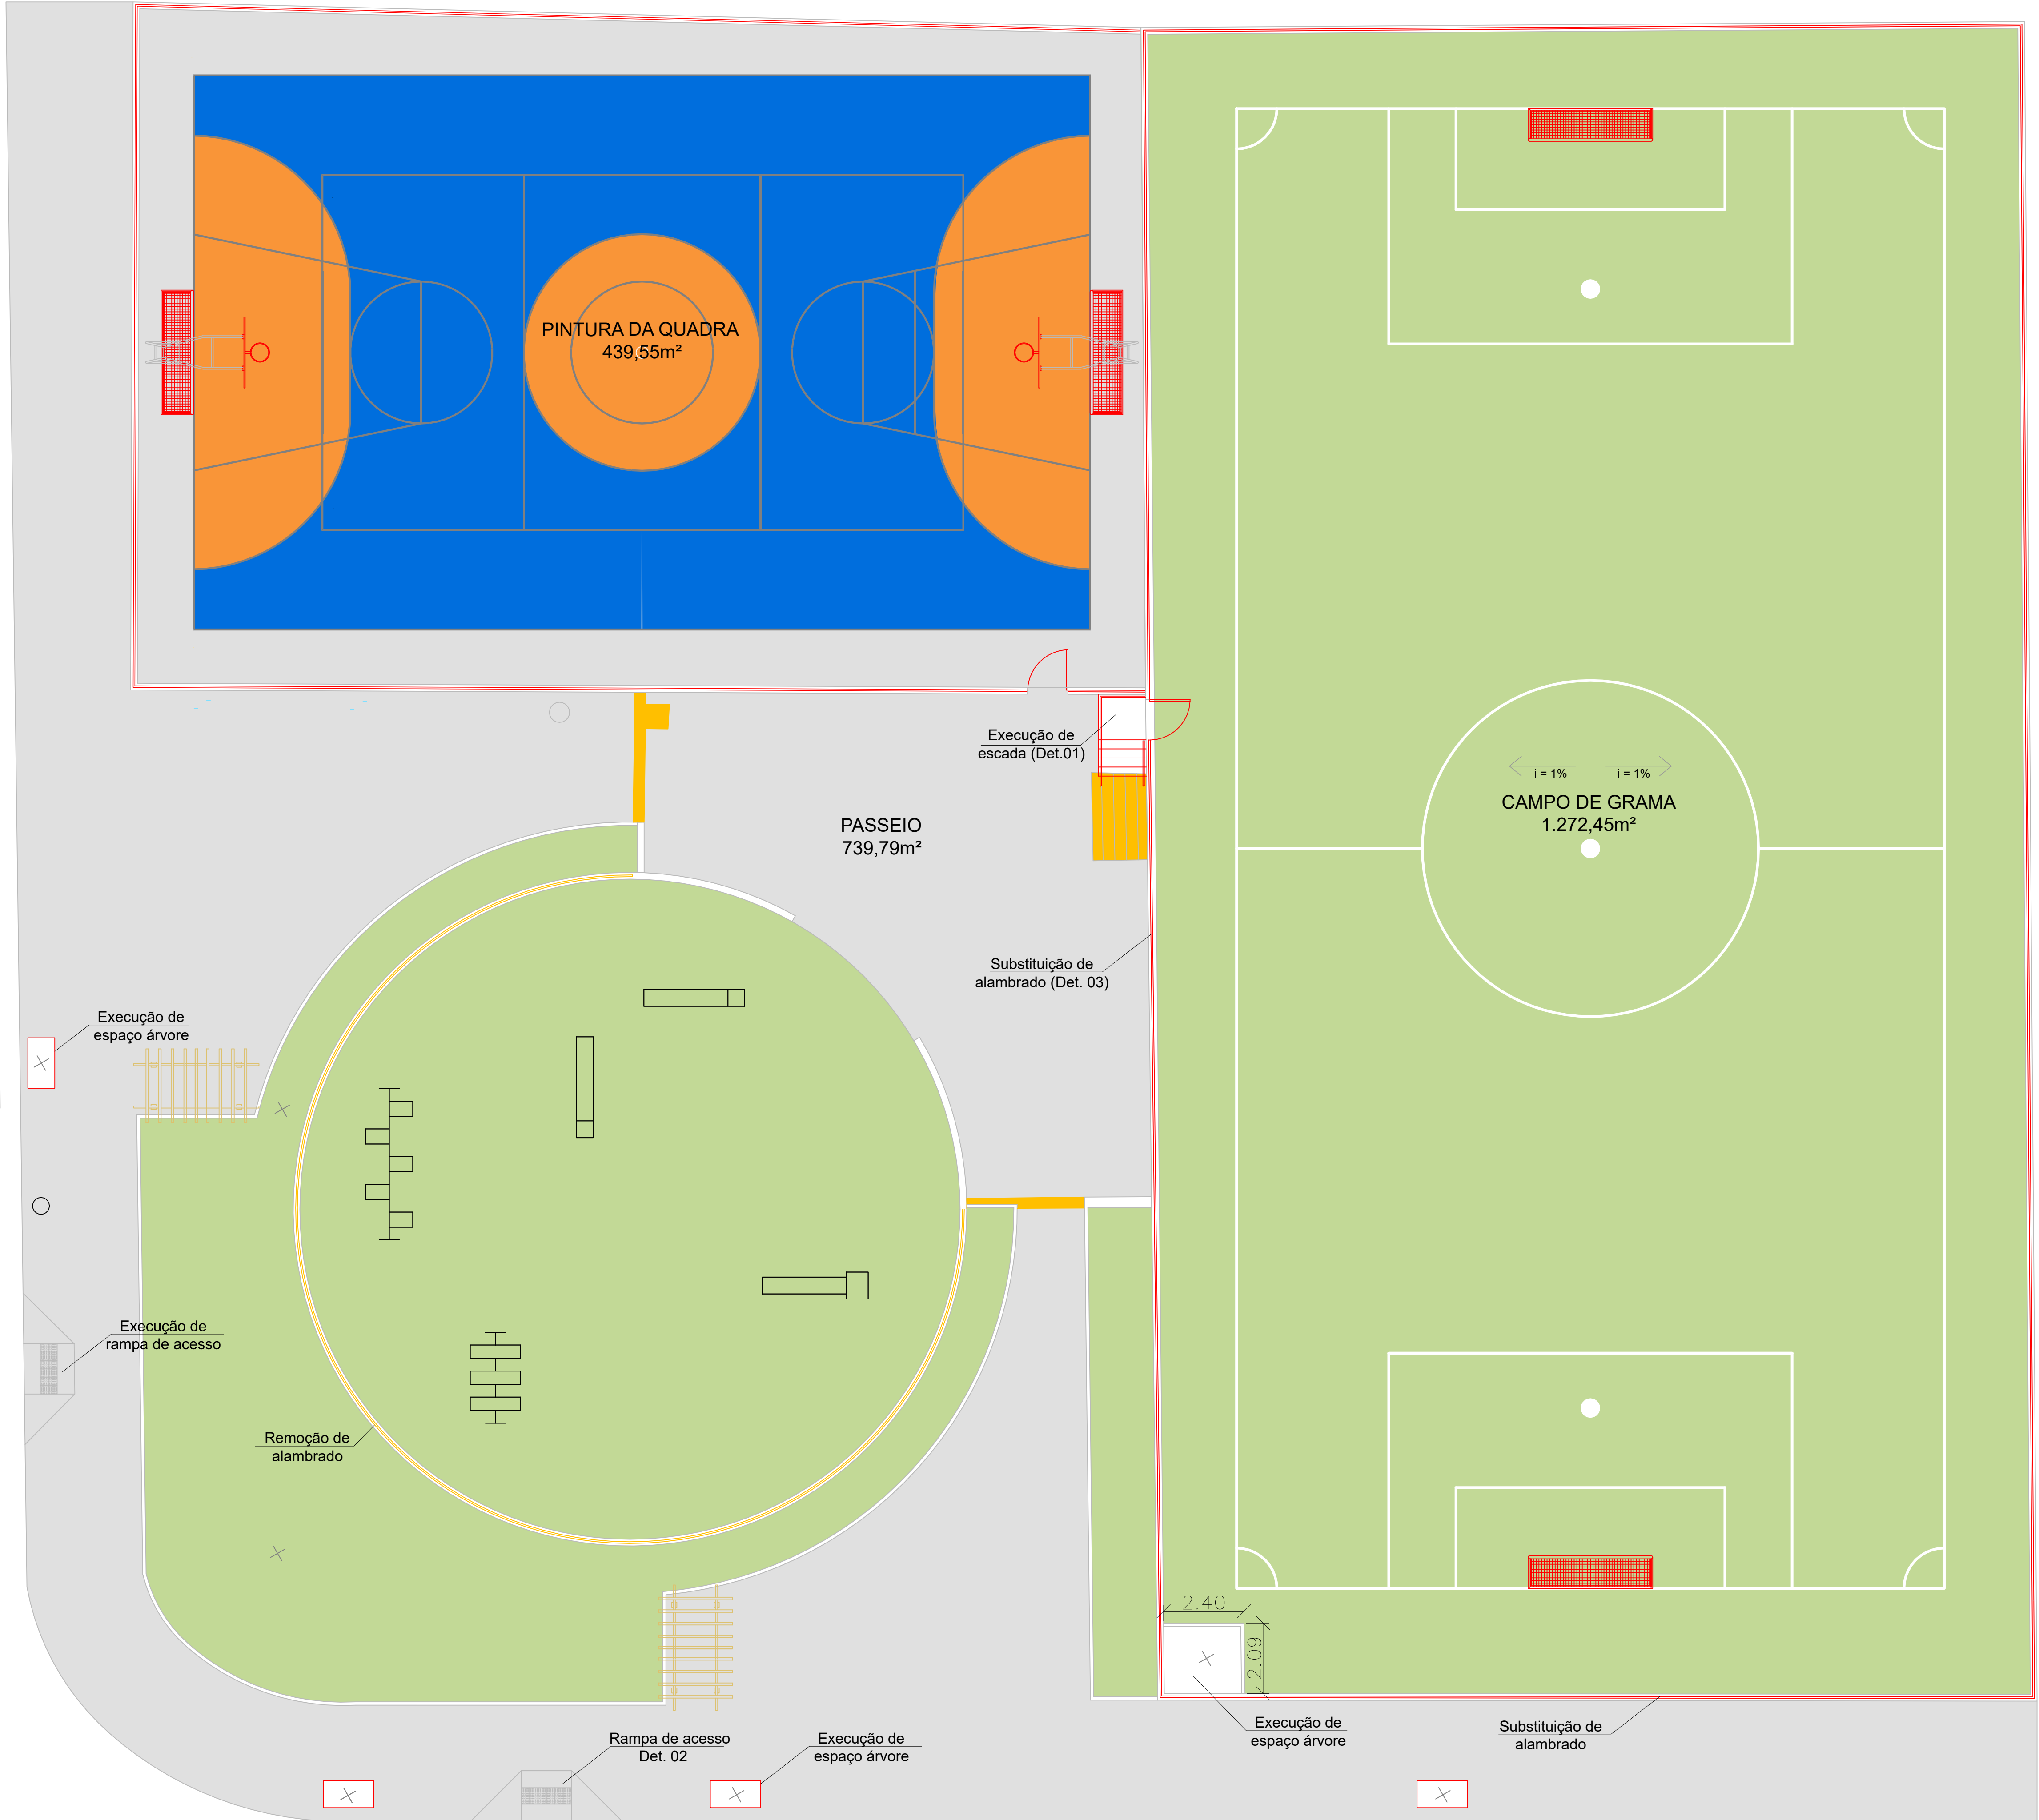 PINTURA DA QUADRA
439,55m²
Execução de
escada (Det.01)
i = 1%
i = 1%
CAMPO DE GRAMA
1.272,45m²
PASSEIO
739,79m²
Substituição de
alambrado (Det. 03)
Execução de
espaço árvore
Execução de
rampa de acesso
Remoção de
alambrado
2.40
2.09
Rampa de acesso
Det. 02
Execução de
espaço árvore
Execução de
espaço árvore
Substituição de
alambrado